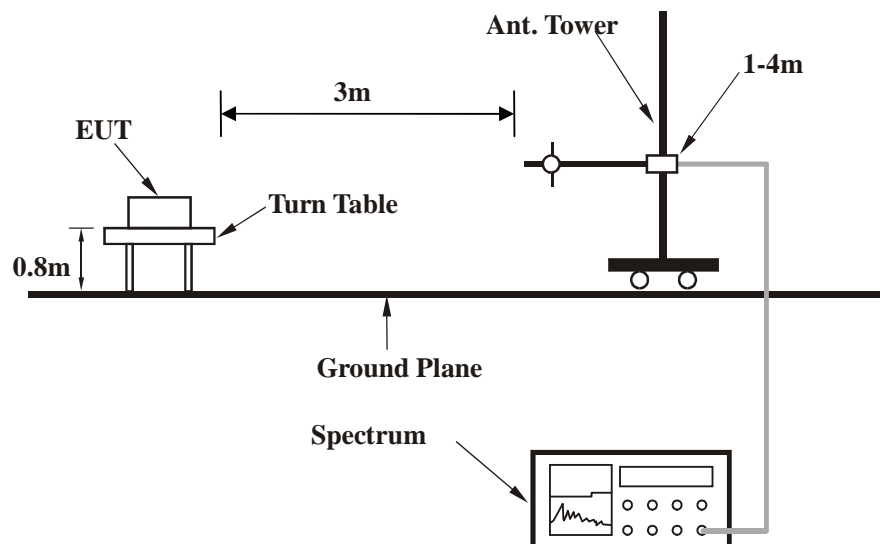 Ant. Tower
1-4m
3m
EUT
Turn Table
0.8m
Ground Plane
Spectrum